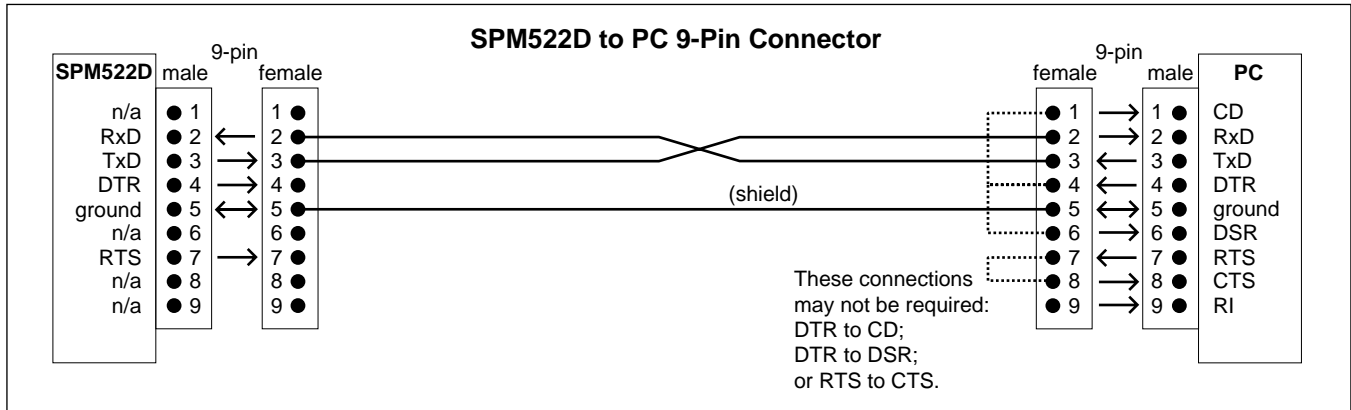 SPM522D to PC 9-Pin Connector
9-pin 9-pin
SPM522D male female female male PC
n/a 1 1 1 1 CD
RxD 2 2 2 2 RxD
TxD 3 3 3 3 TxD
DTR 4 4 4 4 DTR
(shield)
ground 5 5 5 5 ground
n/a 6 6 6 6 DSR
RTS 7 7 7 7 RTS
n/a 8 8 8 8 CTS
n/a 9 9 9 9 RI
These connections
may not be required:
DTR to CD;
DTR to DSR;
or RTS to CTS.